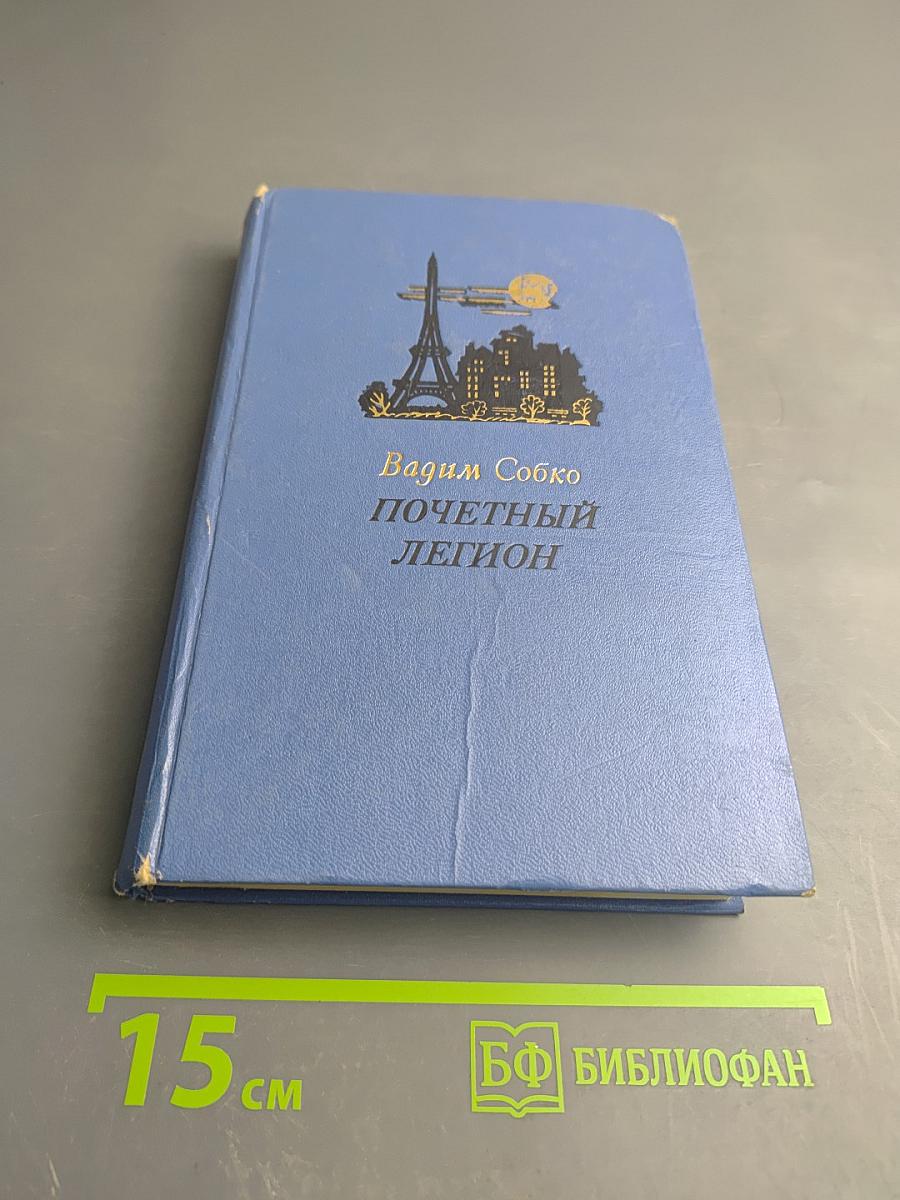 Вадим Собко
ПОЧЕТНЫЙ
ЛЕГИОН
15 см
БФ БИБЛИОФАН